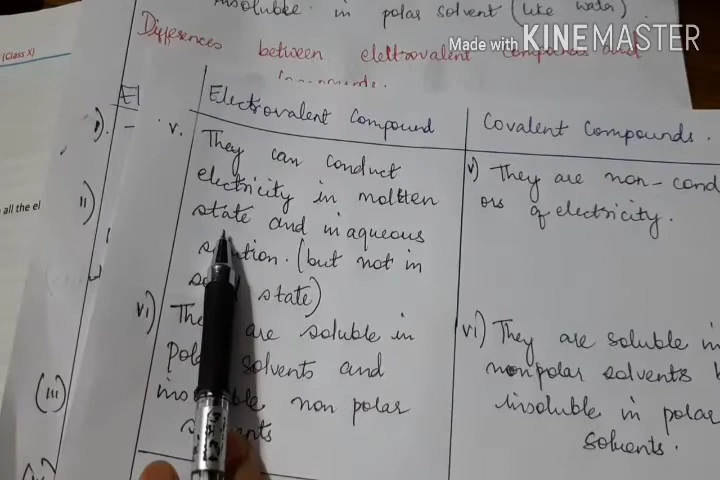 insoluble in polar solvent (like water)
Made with KINEMASTER
(Class X)
Differences between elettrovalent and
all the el
i)
ii)
(iii)
Electrovalent Compound
v. They can conduct
electricity in molten
state and in aqueous
(but not in
state)
vi) are soluble in
solvents and
non polar
Covalent Compounds.
v) They are non-cond
ors of electricity.
vi) They are soluble in
nonpolar solvents b
insoluble in polar
solvents.